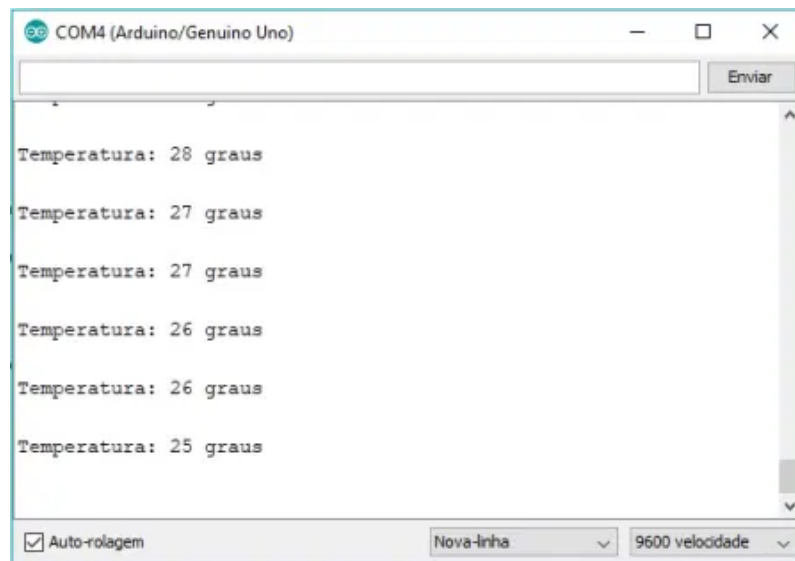 COM4 (Arduino/Genuino Uno)
Enviar
Temperatura: 28 graus
Temperatura: 27 graus
Temperatura: 27 graus
Temperatura: 26 graus
Temperatura: 26 graus
Temperatura: 25 graus
Auto-rolagem
Nova-linha
9600 velocidade